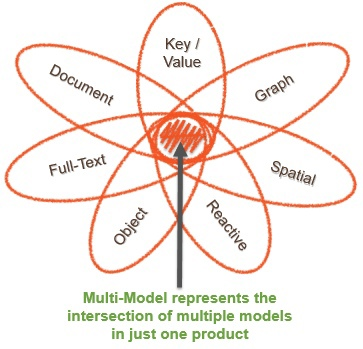 Key /
Value
Document
Graph
Full-Text
Spatial
Object
Reactive
Multi-Model represents the
intersection of multiple models
in just one product